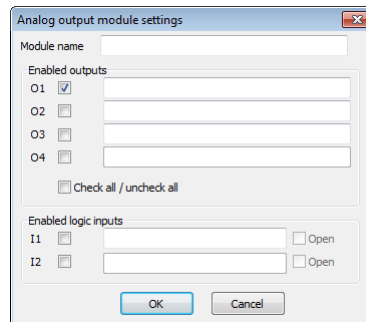 Analog output module settings
Module name
Enabled outputs
O1
O2
O3
O4
Check all / uncheck all
Enabled logic inputs
I1 Open
I2 Open
OK Cancel